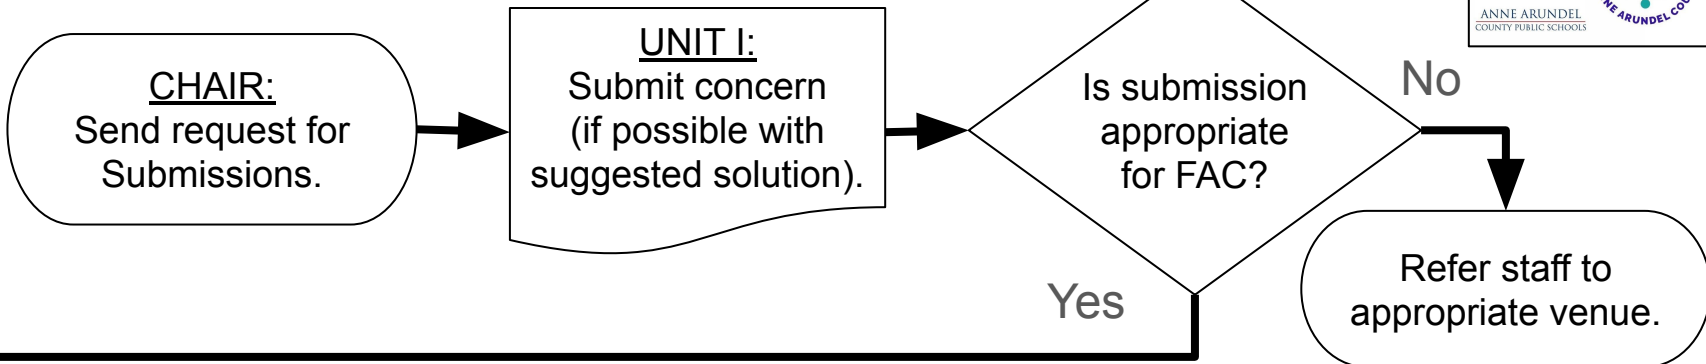 CHAIR:
Send request for
Submissions.
UNIT I:
Submit concern
(if possible with
suggested solution).
Is submission
appropriate
for FAC?
No
Yes
Refer staff to
appropriate venue.
ANNE ARUNDEL
COUNTY PUBLIC SCHOOLS
ARUNDEL